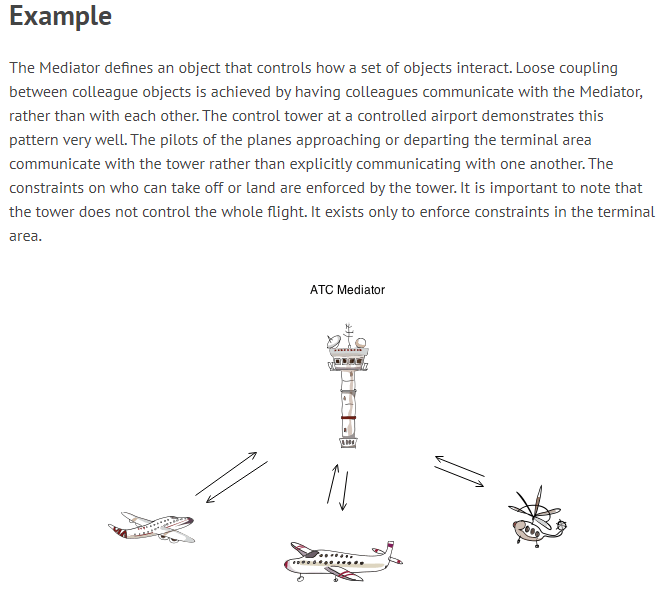 Example
The Mediator defines an object that controls how a set of objects interact. Loose coupling
between colleague objects is achieved by having colleagues communicate with the Mediator,
rather than with each other. The control tower at a controlled airport demonstrates this
pattern very well. The pilots of the planes approaching or departing the terminal area
communicate with the tower rather than explicitly communicating with one another. The
constraints on who can take off or land are enforced by the tower. It is important to note that
the tower does not control the whole flight. It exists only to enforce constraints in the terminal
area.
ATC Mediator